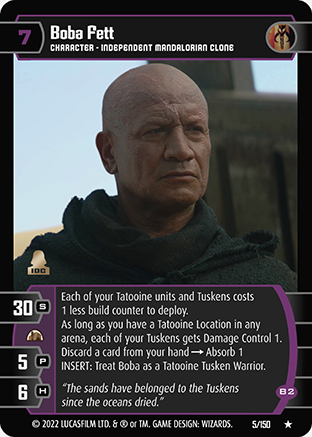 7
Boba Fett
CHARACTER - INDEPENDENT MANDALORIAN CLONE
IDC
30 S
5 P
6 H
Each of your Tatooine units and Tuskens costs
1 less build counter to deploy.
As long as you have a Tatooine Location in any
arena, each of your Tuskens gets Damage Control 1.
Discard a card from your hand → Absorb 1
INSERT: Treat Boba as a Tatooine Tusken Warrior.
B2
“The sands have belonged to the Tuskens
since the oceans dried.”
© 2022 LUCASFILM LTD. & ® OR TM. GAME DESIGN: WIZARDS.
5/150 ★